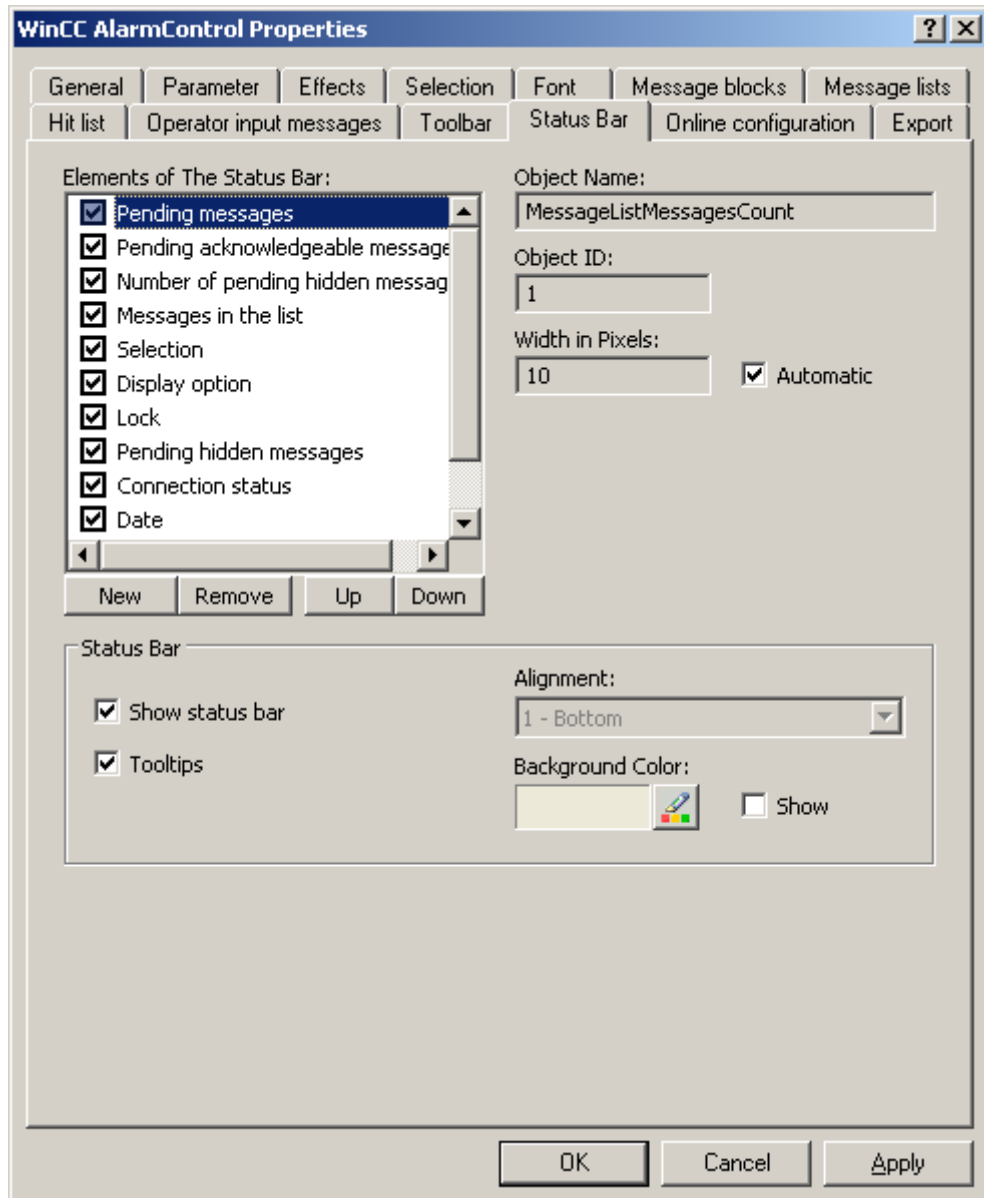 WinCC AlarmControl Properties
General Parameter Effects Selection Font Message blocks Message lists
Hit list Operator input messages Toolbar Status Bar Online configuration Export
Elements of The Status Bar:
Pending messages
Pending acknowledgeable message
Number of pending hidden messag
Messages in the list
Selection
Display option
Lock
Pending hidden messages
Connection status
Date
New Remove Up Down
Object Name:
MessageListMessagesCount
Object ID:
1
Width in Pixels:
10 Automatic
Status Bar
Show status bar
Tooltips
Alignment:
1 - Bottom
Background Color:
Show
OK Cancel Apply